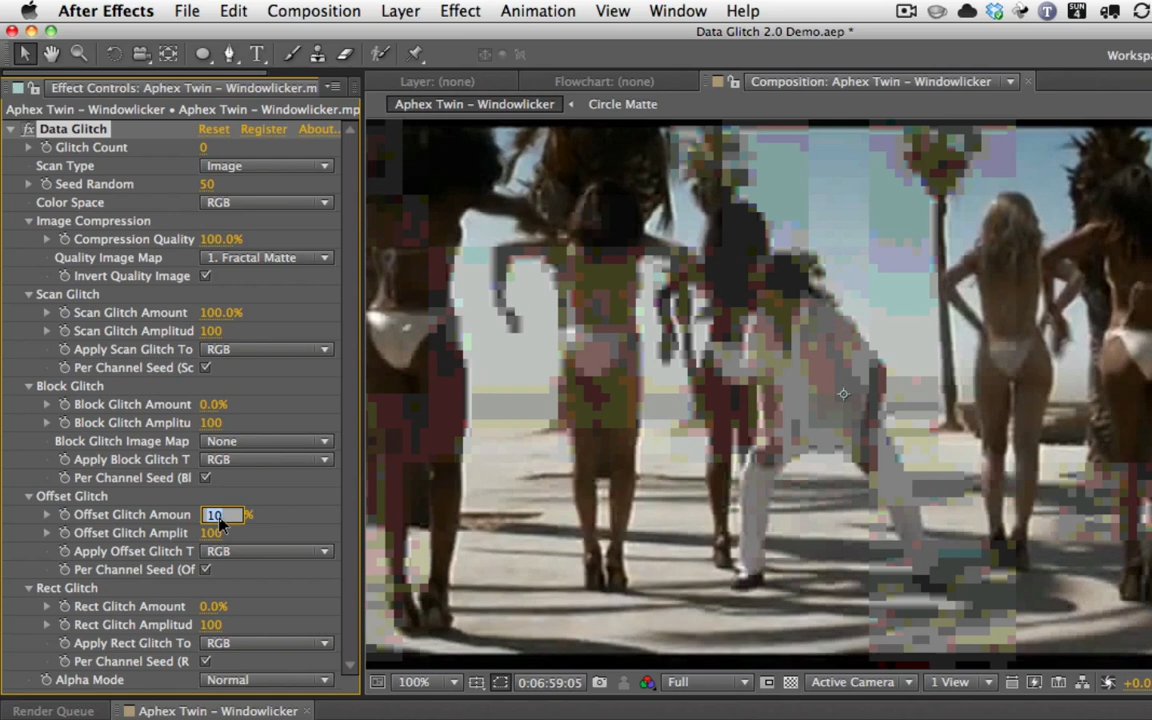 After Effects File Edit Composition Layer Effect Animation View Window Help
SUN 4
Data Glitch 2.0 Demo.aep *
Worksp
Effect Controls: Aphex Twin – Windowlicker.m
Layer: (none) Flowchart: (none) Composition: Aphex Twin – Windowlicker
Aphex Twin – Windowlicker • Aphex Twin – Windowlicker.mp
Aphex Twin – Windowlicker Circle Matte
fx Data Glitch Reset Register About..
Glitch Count 0
Scan Type Image
Seed Random 50
Color Space RGB
Image Compression
Compression Quality 100.0%
Quality Image Map 1. Fractal Matte
Invert Quality Image
Scan Glitch
Scan Glitch Amount 100.0%
Scan Glitch Amplitud 100
Apply Scan Glitch To RGB
Per Channel Seed (Sc
Block Glitch
Block Glitch Amount 0.0%
Block Glitch Amplitu 100
Block Glitch Image Map None
Apply Block Glitch T RGB
Per Channel Seed (Bl
Offset Glitch
Offset Glitch Amoun 10 %
Offset Glitch Amplit 100
Apply Offset Glitch T RGB
Per Channel Seed (Of
Rect Glitch
Rect Glitch Amount 0.0%
Rect Glitch Amplitud 100
Apply Rect Glitch To RGB
Per Channel Seed (R
Alpha Mode Normal
100% 0:06:59:05 Full Active Camera 1 View +0.0
Render Queue Aphex Twin – Windowlicker